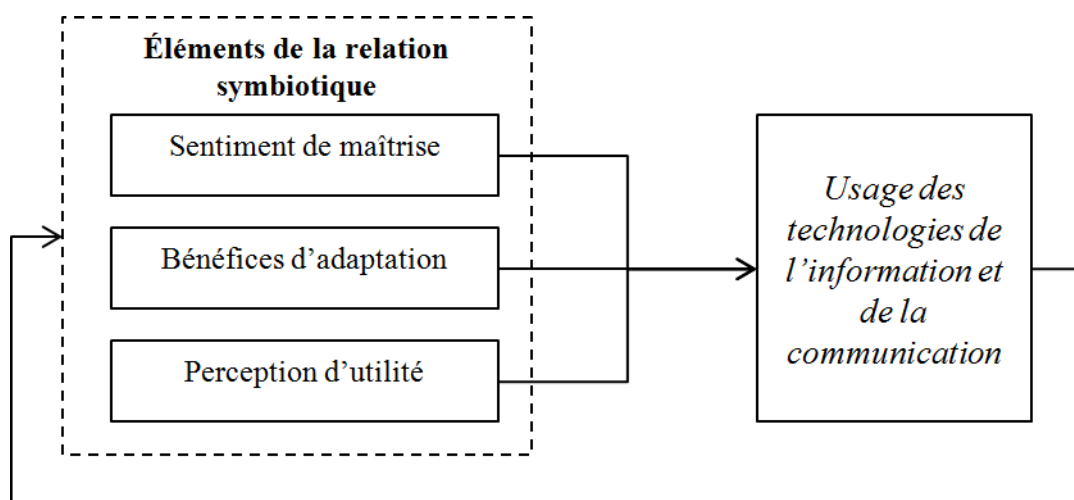 Éléments de la relation
symbiotique
Sentiment de maîtrise
Bénéfices d’adaptation
Perception d’utilité
Usage des
technologies de
l’information et
de la
communication